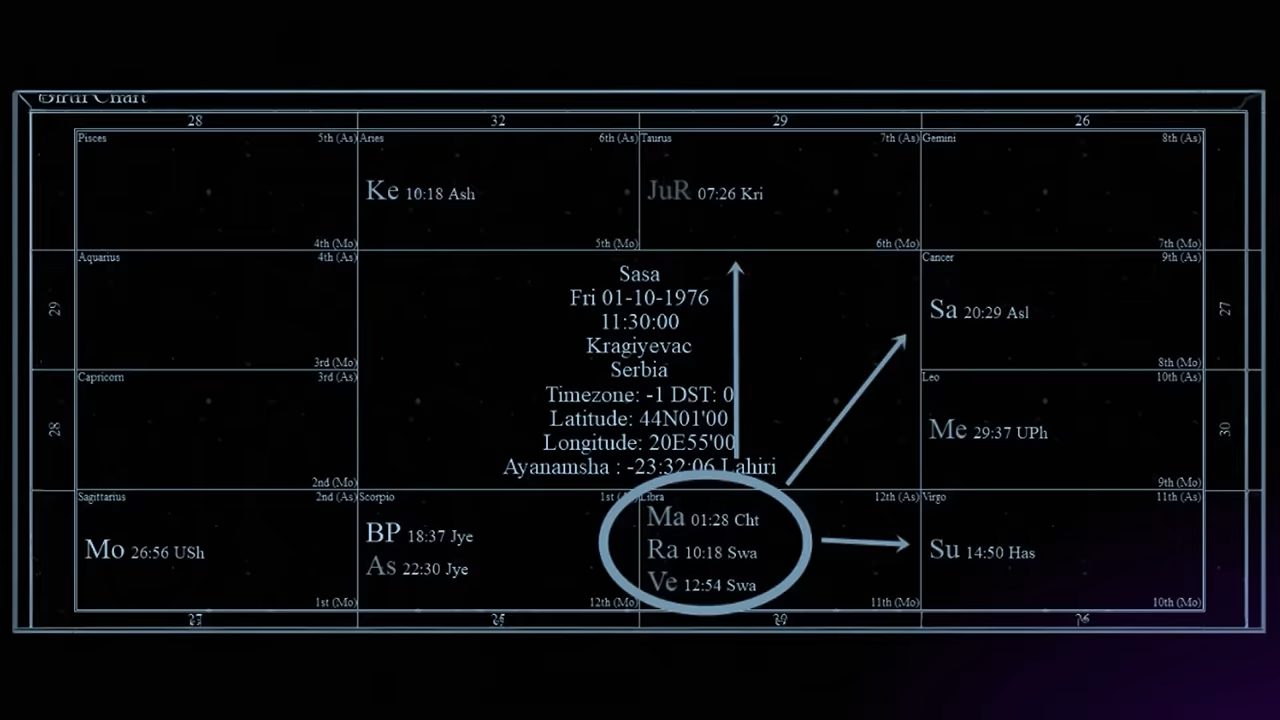 Birth Chart
28 32 29 26
Pisces 5th (As) Aries 6th (As) Taurus 7th (As) Gemini 8th (As)
Ke 10:18 Ash
JuR 07:26 Kri
4th (Mo) 5th (Mo) 6th (Mo) 7th (Mo)
Aquarius 4th (As)
Cancer 9th (As)
29
Sa 20:29 Asl
27
3rd (Mo)
8th (Mo)
Sasa
Fri 01-10-1976
11:30:00
Kragiyevac
Serbia
Timezone: -1 DST: 0
Latitude: 44N01'00
Longitude: 20E55'00
Ayanamsha : -23:32:06 Lahiri
Capricorn 3rd (As)
Leo 10th (As)
28
Me 29:37 UPh
30
2nd (Mo)
9th (Mo)
Sagittarius 2nd (As) Scorpio 1st Libra 12th (As) Virgo 11th (As)
Mo 26:56 USh
BP 18:37 Jye
As 22:30 Jye
Ma 01:28 Cht
Ra 10:18 Swa
Ve 12:54 Swa
Su 14:50 Has
1st (Mo) 12th (Mo) 11th (Mo) 10th (Mo)